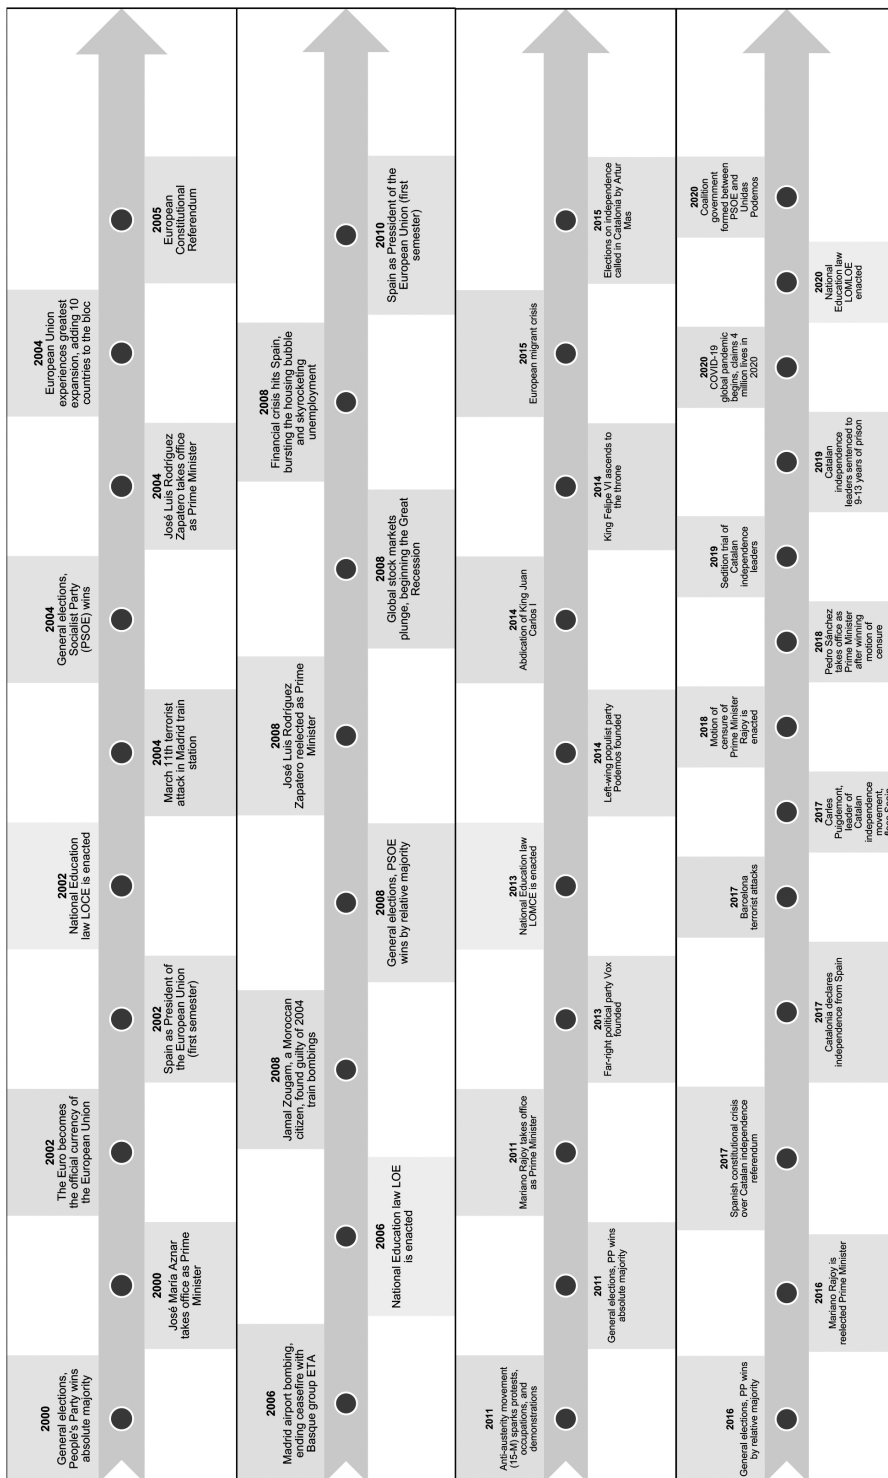 2000
General elections,
People's Party wins
absolute majority
2000
José María Aznar
takes office as Prime
Minister
2002
The Euro becomes
the official currency of
the European Union
2002
Spain as President of
the European Union
(first semester)
2002
National Education
law LOCE is enacted
2004
March 11th terrorist
attack in Madrid train
station
2004
General elections,
Socialist Party
(PSOE) wins
2004
José Luis Rodríguez
Zapatero takes office
as Prime Minister
2004
European Union
experiences greatest
expansion, adding 10
countries to the bloc
2005
European
Constitutional
Referendum
2006
Madrid airport bombing,
ending ceasefire with
Basque group ETA
2006
National Education law LOE
is enacted
2008
Jamal Zougam, a Moroccan
citizen, found guilty of 2004
train bombings
2008
General elections, PSOE
wins by relative majority
2008
José Luis Rodríguez
Zapatero reelected as Prime
Minister
2008
Global stock markets
plunge, beginning the Great
Recession
2008
Financial crisis hits Spain,
bursting the housing bubble
and skyrocketing
unemployment
2010
Spain as Pressident of the
European Union (first
semester)
2011
Anti-austerity movement
(15-M) sparks protests,
occupations, and
demonstrations
2011
General elections, PP wins
absolute majority
2011
Mariano Rajoy takes office
as Prime Minister
2013
Far-right political party Vox
founded
2013
National Education law
LOMCE is enacted
2014
Left-wing populist party
Podemos founded
2014
Abdication of King Juan
Carlos I
2014
King Felipe VI ascends to
the throne
2015
European migrant crisis
2015
Elections on independence
called in Catalonia by Artur
Mas
2016
General elections, PP wins
by relative majority
2016
Mariano Rajoy is
reelected Prime Minister
2017
Spanish constitutional crisis
over Catalan independence
referendum
2017
Catalonia declares
independence from Spain
2017
Barcelona
terrorist attacks
2017
Carles
Puigdemont,
leader of
Catalan
independence
movement,
2018
Motion of
censure of
Prime Minister
Rajoy is
enacted
2018
Pedro Sánchez
takes office as
Prime Minister
after winning
motion of
censure
2019
Sedition trial of
Catalan
independence
leaders
2019
Catalan
independence
leaders sentenced to
9-13 years of prison
2020
COVID-19
global pandemic
begins, claims 4
million lives in
2020
2020
National
Education law
LOMLOE
enacted
2020
Coalition
government
formed between
PSOE and
Unidas
Podemos